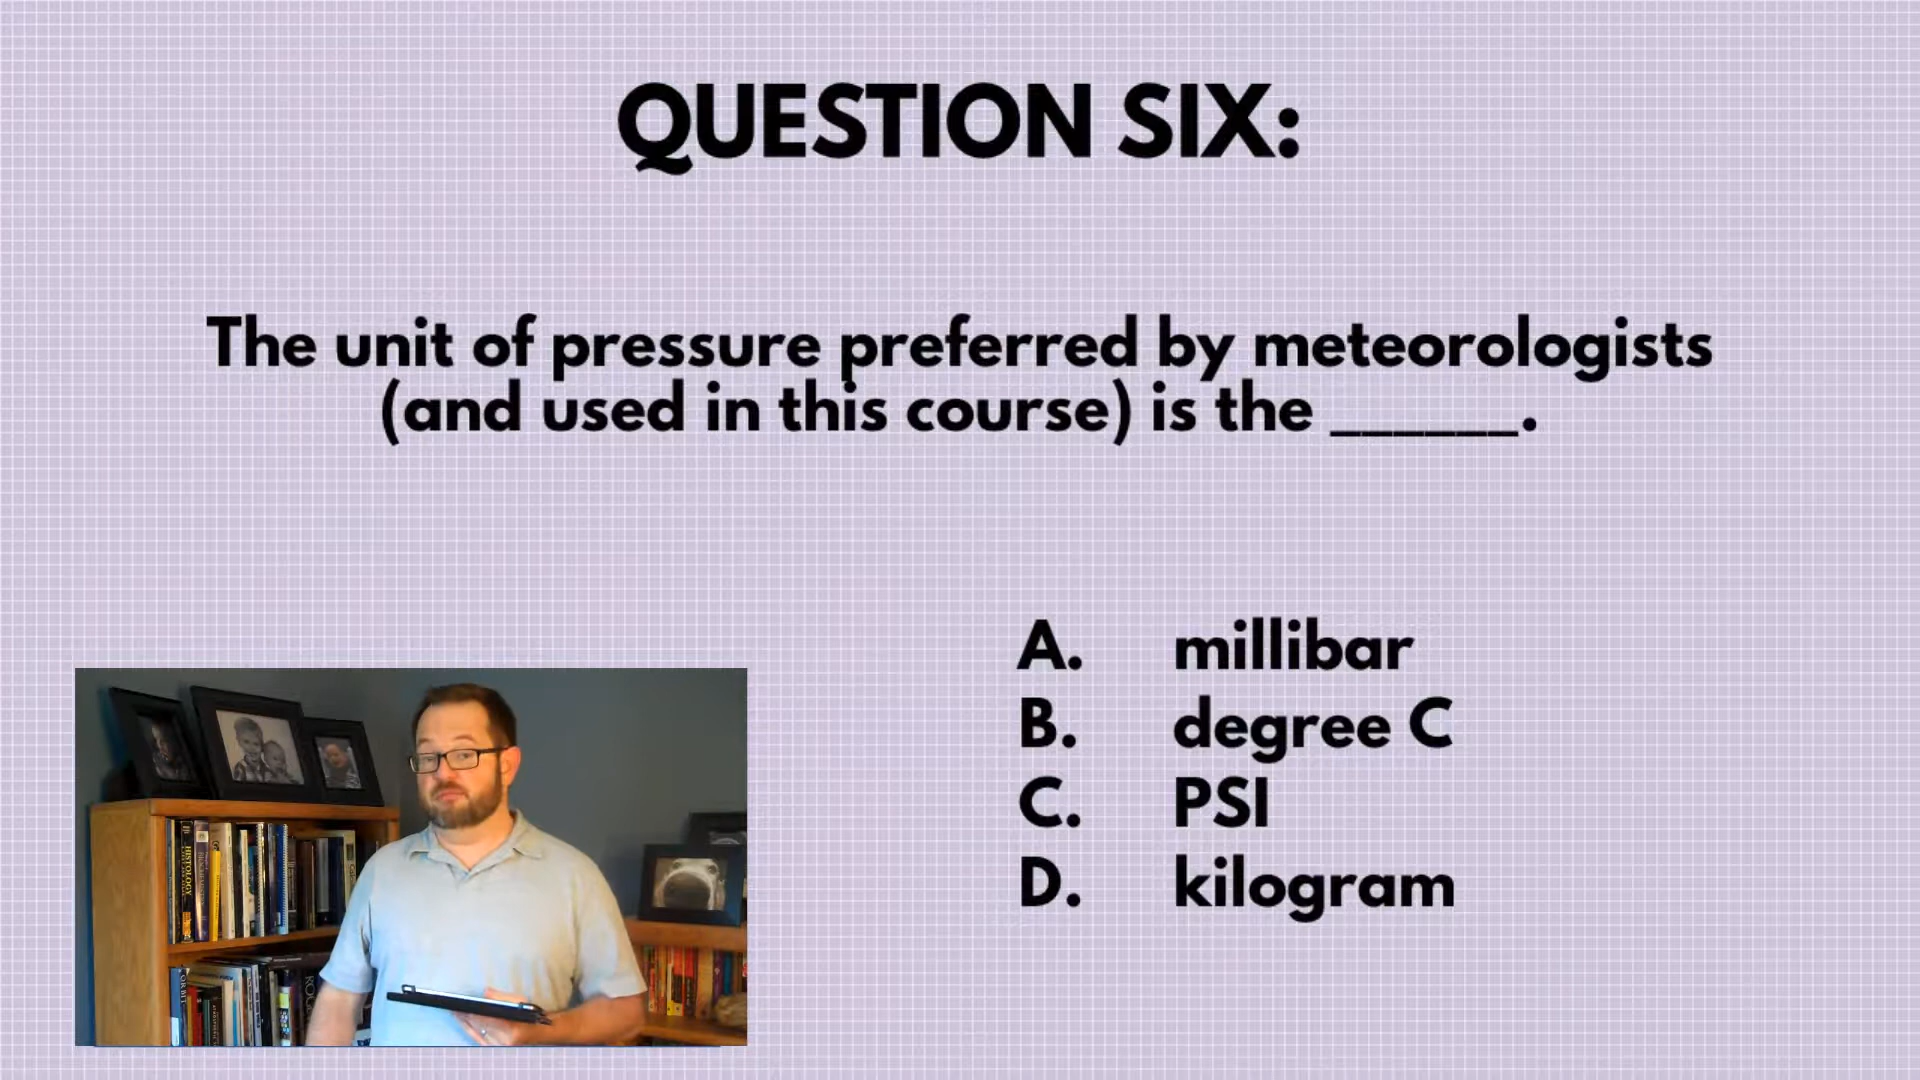 QUESTION SIX:
The unit of pressure preferred by meteorologists
(and used in this course) is the ______.
A. millibar
B. degree C
C. PSI
D. kilogram
HISTOLOGY